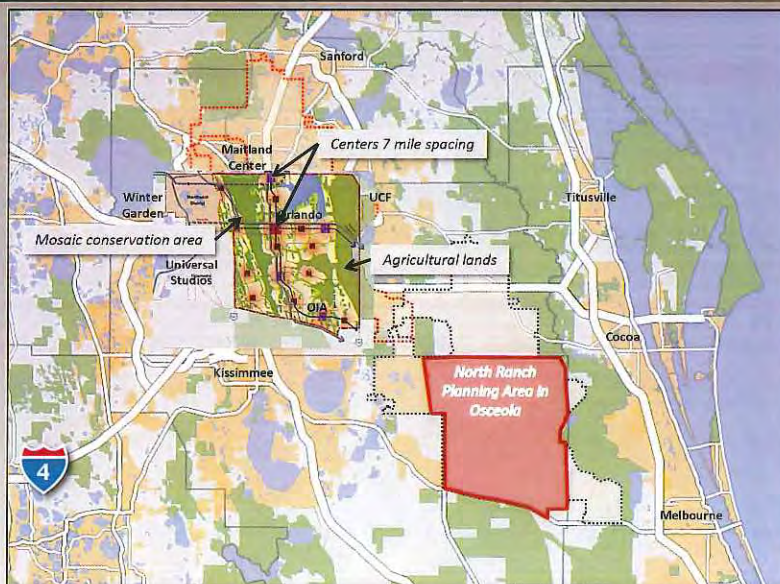 Sanford
Maitland
Center
Centers 7 mile spacing
Winter
Garden
Orlando
UCF
Titusville
Mosaic conservation area
Agricultural lands
Universal
Studios
OIA
Cocoa
Kissimmee
North Ranch
Planning Area in
Osceola
4
Melbourne